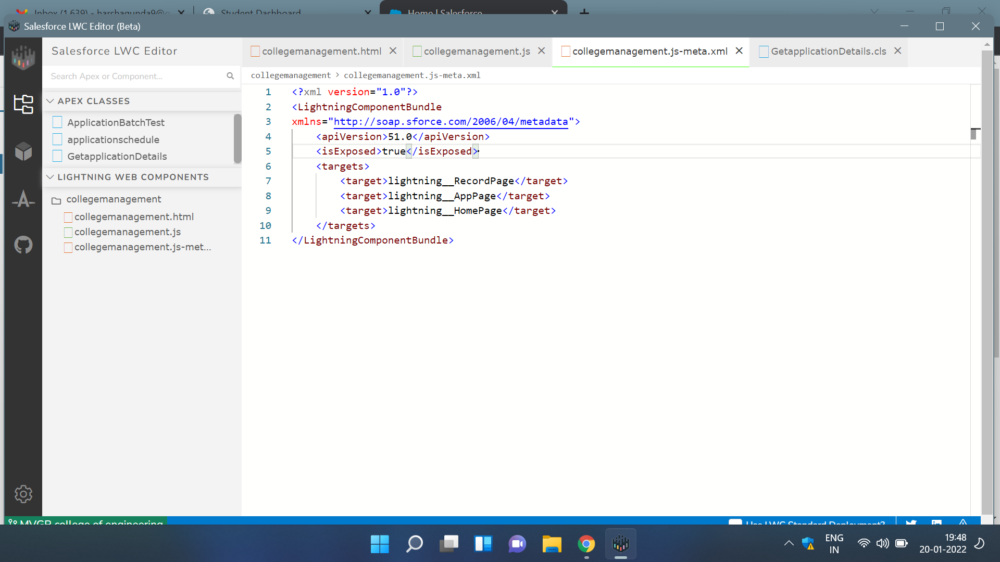 Inbox (1,639) - harshagunda9@g
Student Dashboard
Home | Salesforce
Salesforce LWC Editor (Beta)
Salesforce LWC Editor
collegemanagement.html
collegemanagement.js
collegemanagement.js-meta.xml
GetapplicationDetails.cls
Search Apex or Component...
collegemanagement > collegemanagement.js-meta.xml
APEX CLASSES
ApplicationBatchTest
applicationschedule
GetapplicationDetails
LIGHTNING WEB COMPONENTS
collegemanagement
collegemanagement.html
collegemanagement.js
collegemanagement.js-met...
1 <?xml version="1.0"?>
2 <LightningComponentBundle
3 xmlns="http://soap.sforce.com/2006/04/metadata">
4 <apiVersion>51.0</apiVersion>
5 <isExposed>true</isExposed>
6 <targets>
7 <target>lightning__RecordPage</target>
8 <target>lightning__AppPage</target>
9 <target>lightning__HomePage</target>
10 </targets>
11 </LightningComponentBundle>
MVGR college of engineering
Use LWC Standard Deployment?
ENG
IN
19:48
20-01-2022